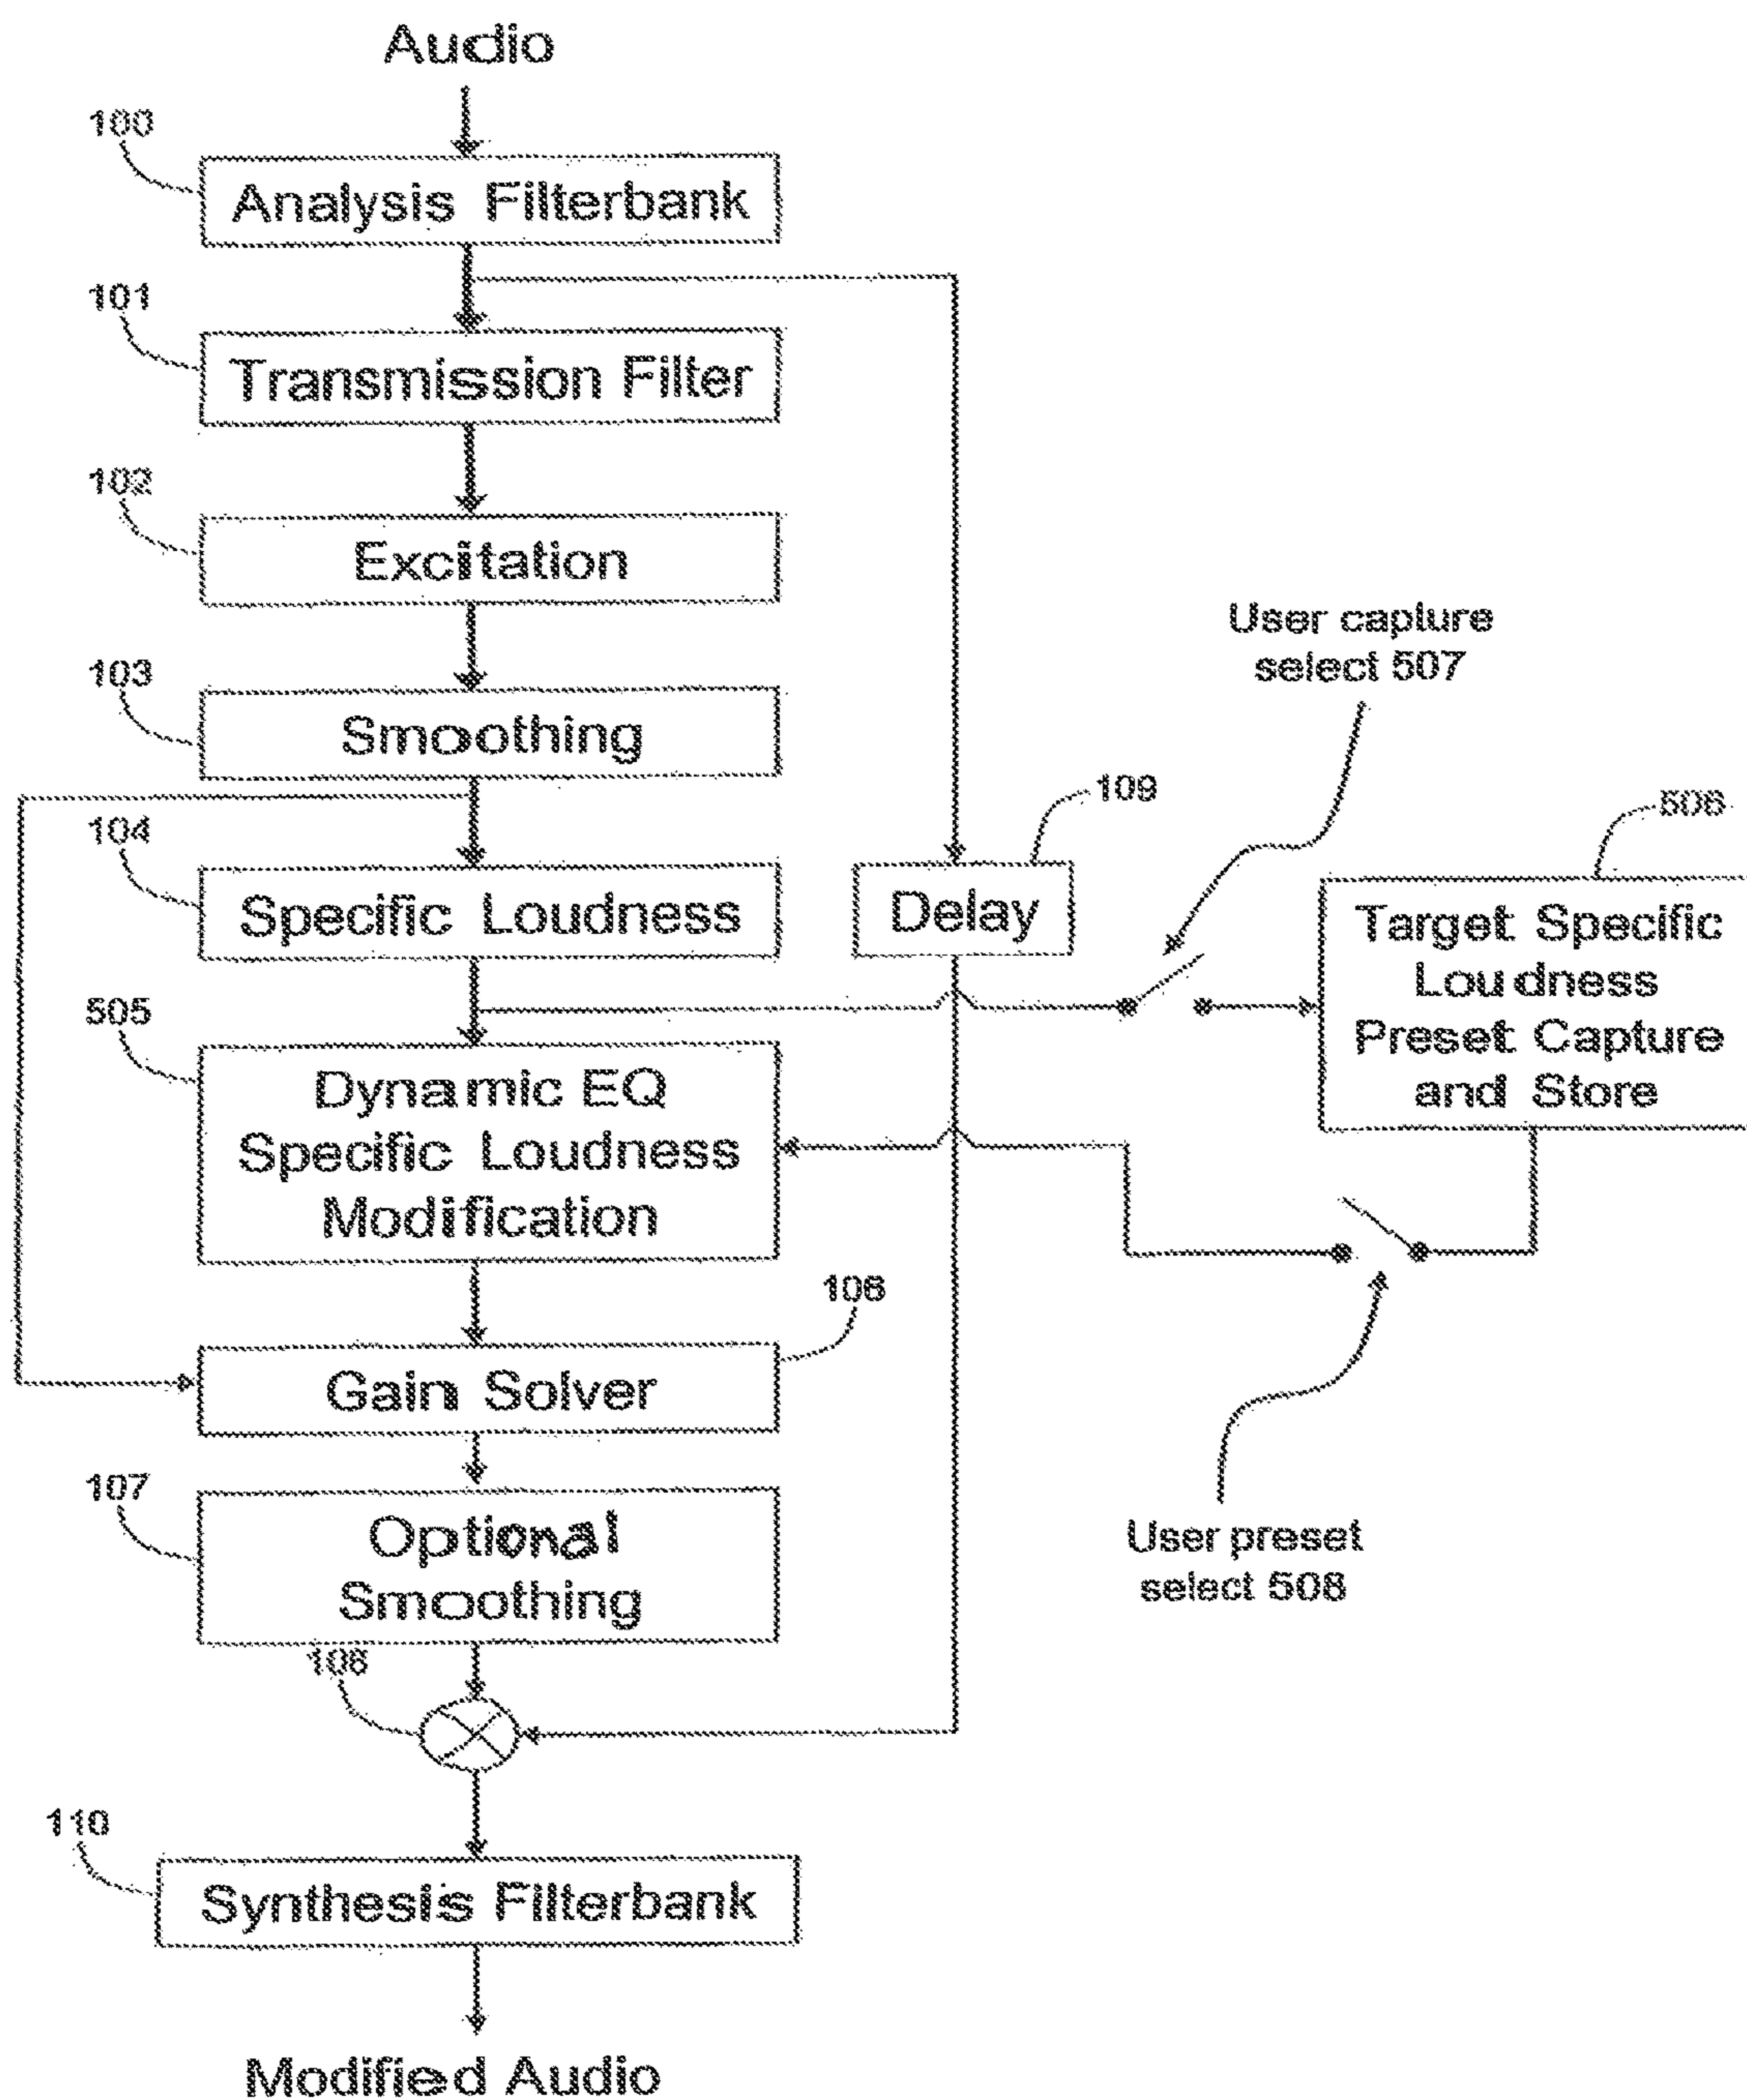 Audio
100
Analysis Filterbank
101
Transmission Filter
102
Excitation
User capture
select 507
103
Smoothing
109
506
104
Specific Loudness
Delay
Target Specific
Loudness
Preset Capture
and Store
505
Dynamic EQ
Specific Loudness
Modification
106
Gain Solver
107
Optional
Smoothing
User preset
select 508
108
110
Synthesis Filterbank
Modified Audio